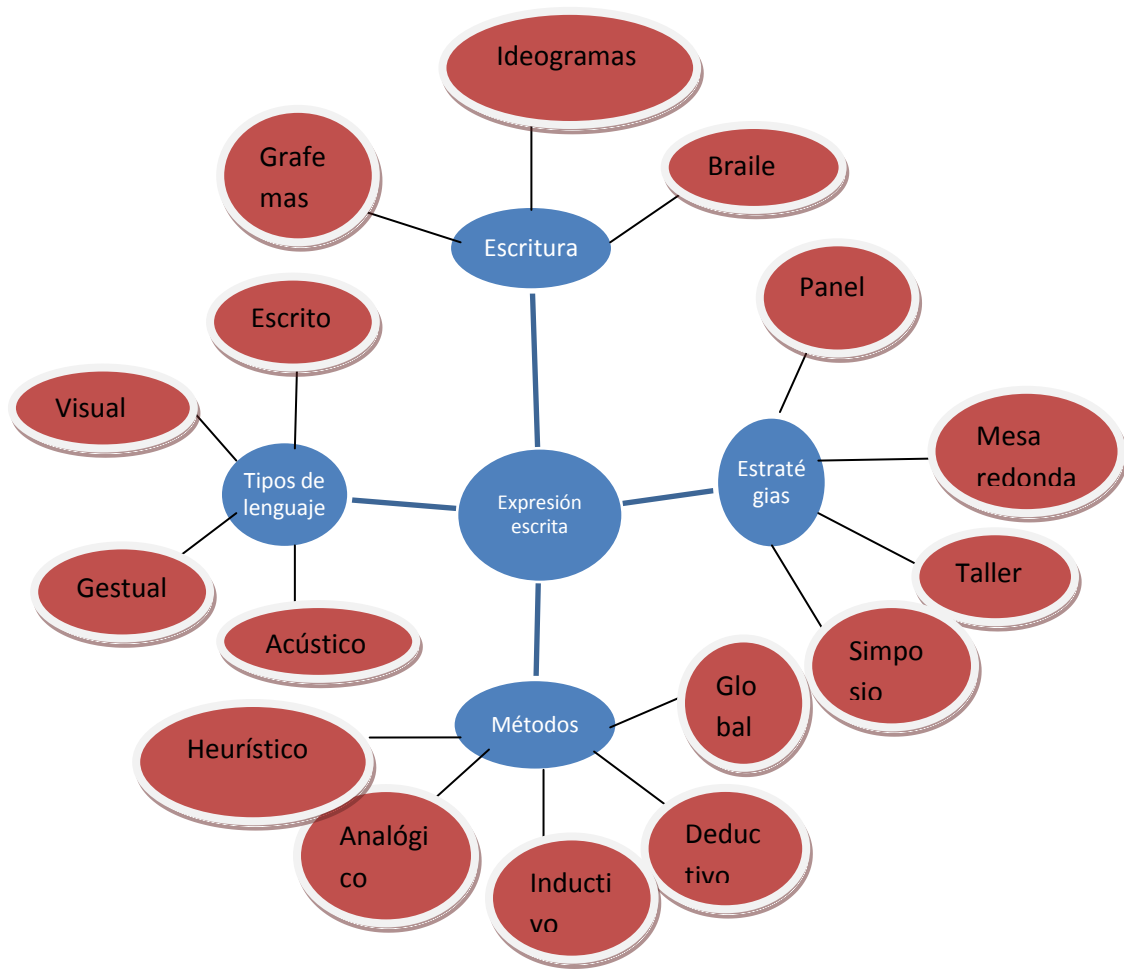 Ideogramas
Grafe
mas
Braile
Escritura
Panel
Escrito
Visual
Mesa
redonda
Estraté
gias
Tipos de
lenguaje
Expresión
escrita
Gestual
Taller
Acústico
Simpo
sio
Glo
bal
Métodos
Heurístico
Analógi
co
Deduc
tivo
Inducti
vo